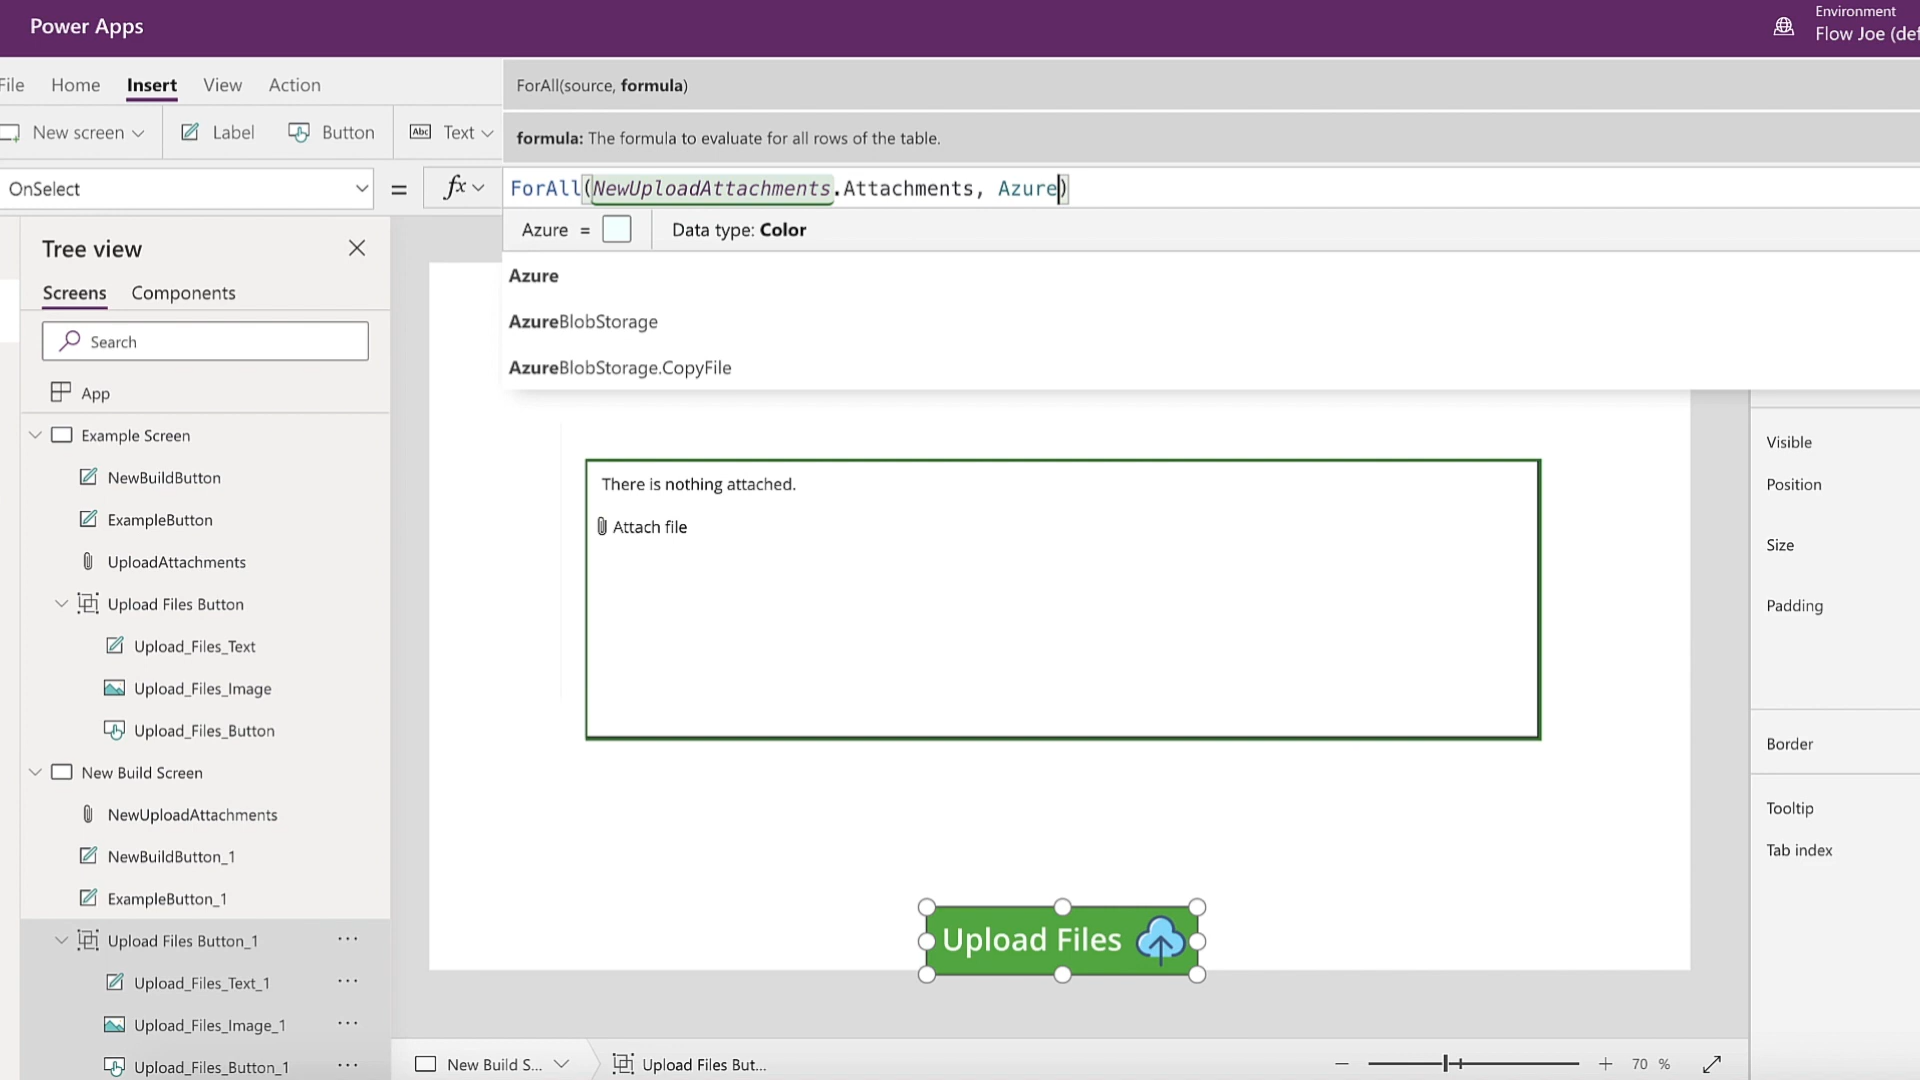 Power Apps
Environment
Flow Joe (def
File Home Insert View Action
New screen Label Button Abc Text
ForAll(source, formula)
formula: The formula to evaluate for all rows of the table.
OnSelect = fx ForAll(NewUploadAttachments.Attachments, Azure)
Azure = Data type: Color
Azure
AzureBlobStorage
AzureBlobStorage.CopyFile
Tree view
Screens Components
Search
App
Example Screen
NewBuildButton
ExampleButton
UploadAttachments
Upload Files Button
Upload_Files_Text
Upload_Files_Image
Upload_Files_Button
New Build Screen
NewUploadAttachments
NewBuildButton_1
ExampleButton_1
Upload Files Button_1 ...
Upload_Files_Text_1 ...
Upload_Files_Image_1 ...
Upload_Files_Button_1 ...
There is nothing attached.
Attach file
Upload Files
Visible
Position
Size
Padding
Border
Tooltip
Tab index
New Build S... Upload Files But... 70 %